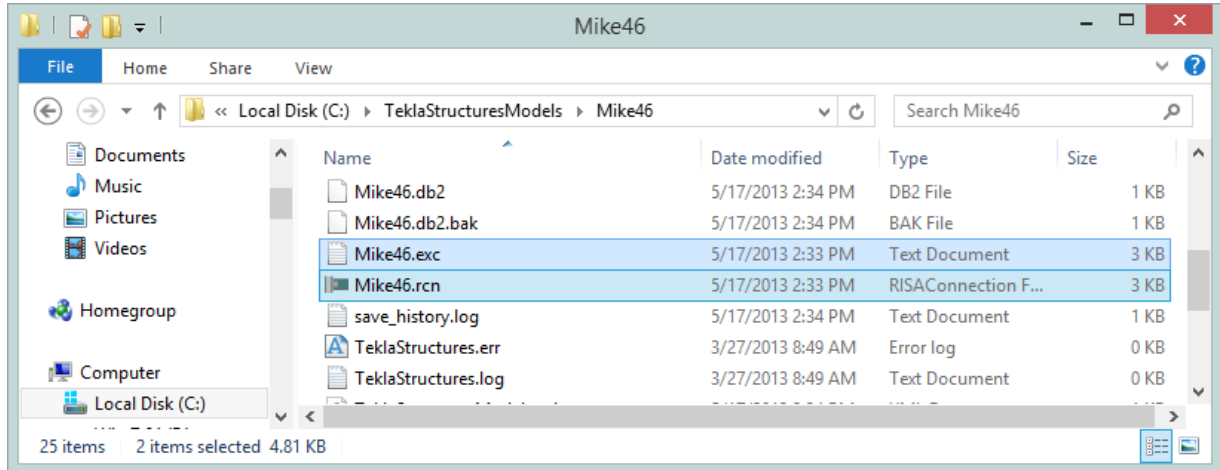 Mike46
File Home Share View
« Local Disk (C:) TeklaStructuresModels Mike46 Search Mike46
Documents
Music
Pictures
Videos
Homegroup
Computer
Local Disk (C:)
Name Date modified Type Size
Mike46.db2 5/17/2013 2:34 PM DB2 File 1 KB
Mike46.db2.bak 5/17/2013 2:34 PM BAK File 1 KB
Mike46.exc 5/17/2013 2:33 PM Text Document 3 KB
Mike46.rcn 5/17/2013 2:33 PM RISAConnection F... 3 KB
save_history.log 5/17/2013 2:34 PM Text Document 1 KB
TeklaStructures.err 3/27/2013 8:49 AM Error log 0 KB
TeklaStructures.log 3/27/2013 8:49 AM Text Document 0 KB
25 items 2 items selected 4.81 KB